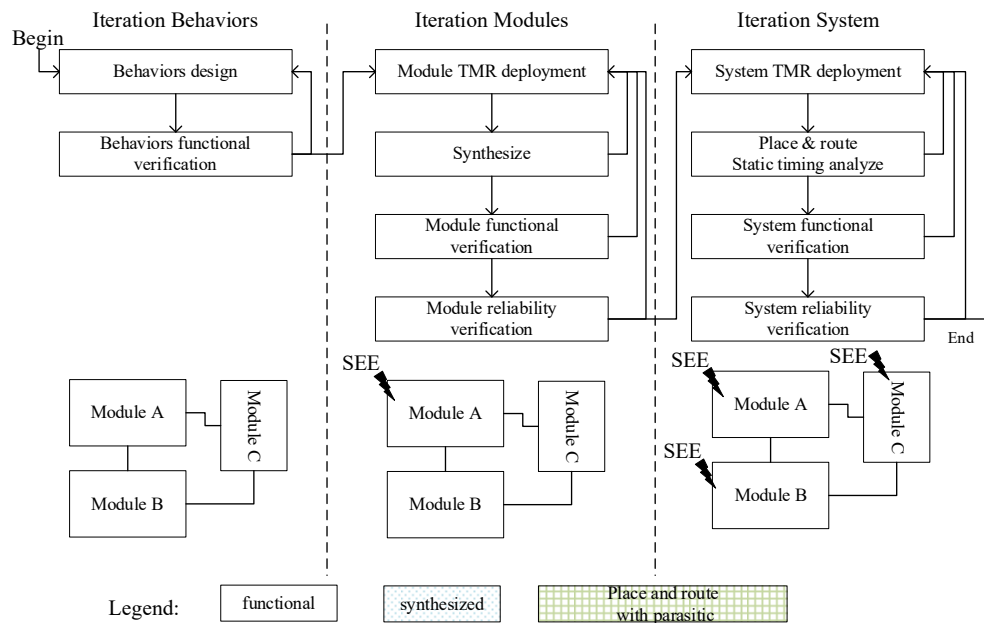 Iteration Behaviors
Iteration Modules
Iteration System
Begin
Behaviors design
Behaviors functional
verification
Module TMR deployment
Synthesize
Module functional
verification
Module reliability
verification
System TMR deployment
Place & route
Static timing analyze
System functional
verification
System reliability
verification
End
Module A
Module B
Module C
SEE
Module A
Module B
Module C
SEE
Module A
SEE
Module B
SEE
Module C
Legend:
functional
synthesized
Place and route
with parasitic